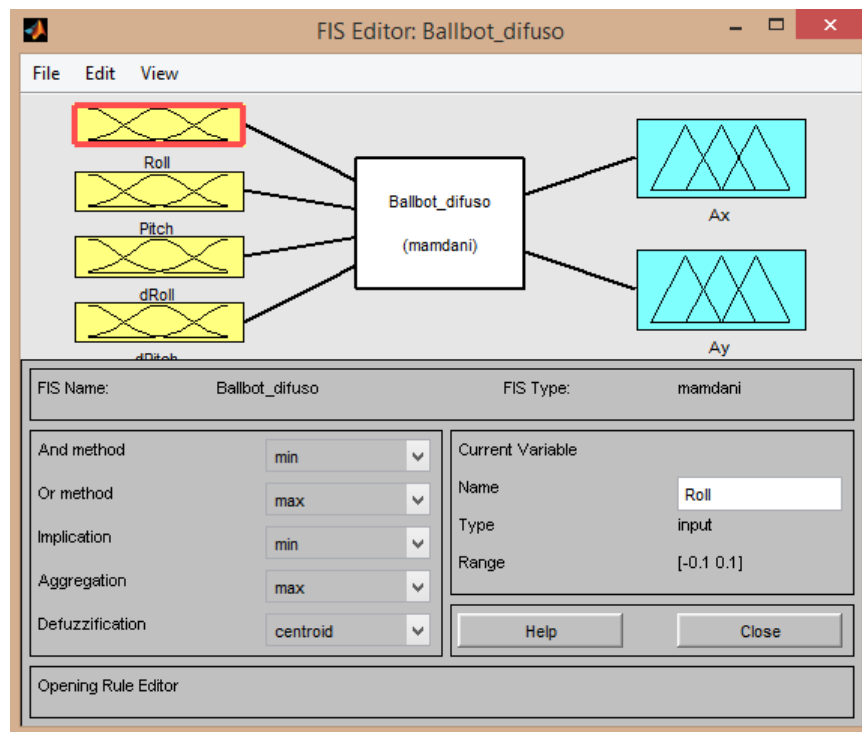 FIS Editor: Ballbot_difuso
File Edit View
Roll
Pitch
dRoll
dPitch
Ballbot_difuso
(mamdani)
Ax
Ay
FIS Name: Ballbot_difuso FIS Type: mamdani
And method min
Or method max
Implication min
Aggregation max
Defuzzification centroid
Current Variable
Name Roll
Type input
Range [-0.1 0.1]
Help Close
Opening Rule Editor